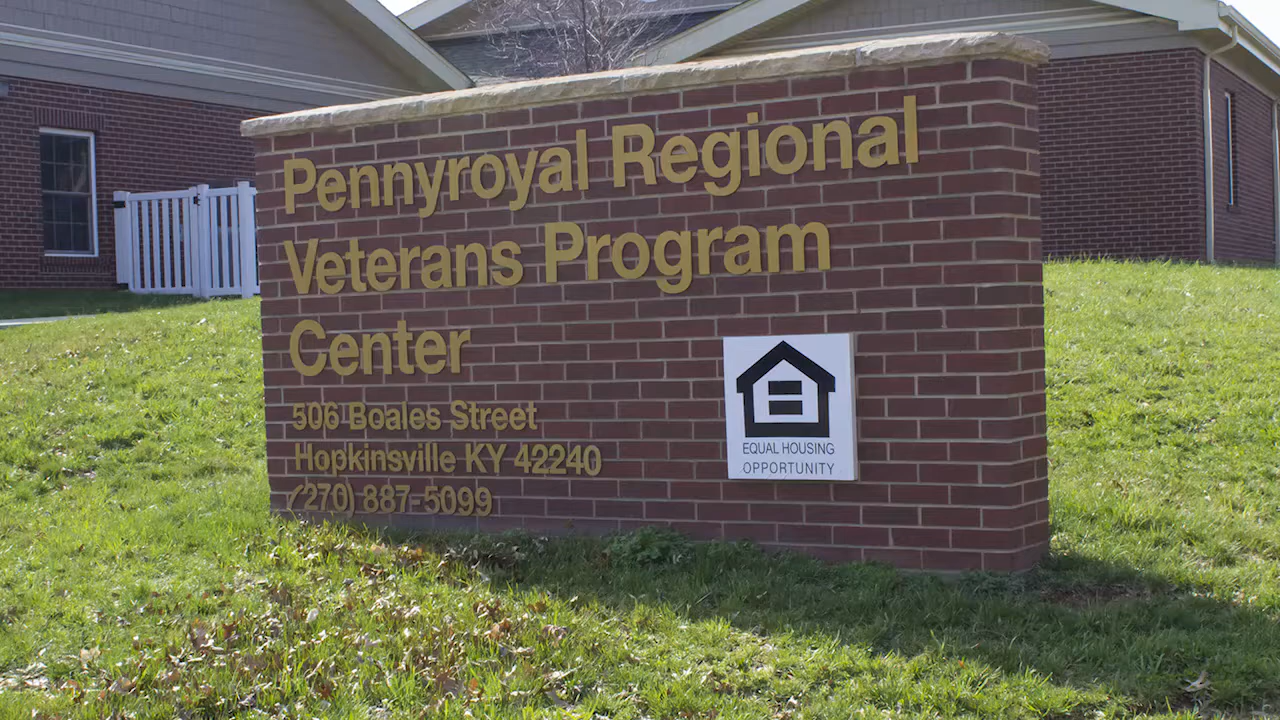 Pennyroyal Regional
Veterans Program
Center
506 Boales Street
Hopkinsville KY 42240
(270) 887-5099
EQUAL HOUSING
OPPORTUNITY